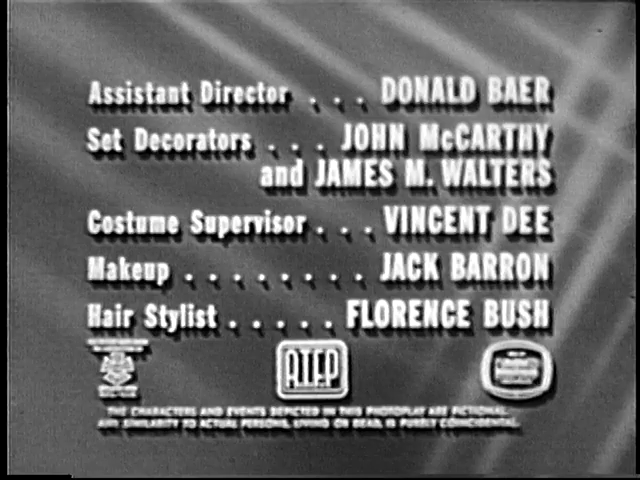 Assistant Director . . . DONALD BAER
Set Decorators . . . JOHN McCARTHY
and JAMES M. WALTERS
Costume Supervisor . . . VINCENT DEE
Makeup . . . . . . . . JACK BARRON
Hair Stylist . . . . . FLORENCE BUSH
THE CHARACTERS AND EVENTS DEPICTED IN THIS PHOTOPLAY ARE FICTIONAL.
ANY SIMILARITY TO ACTUAL PERSONS, LIVING OR DEAD, IS PURELY COINCIDENTAL.